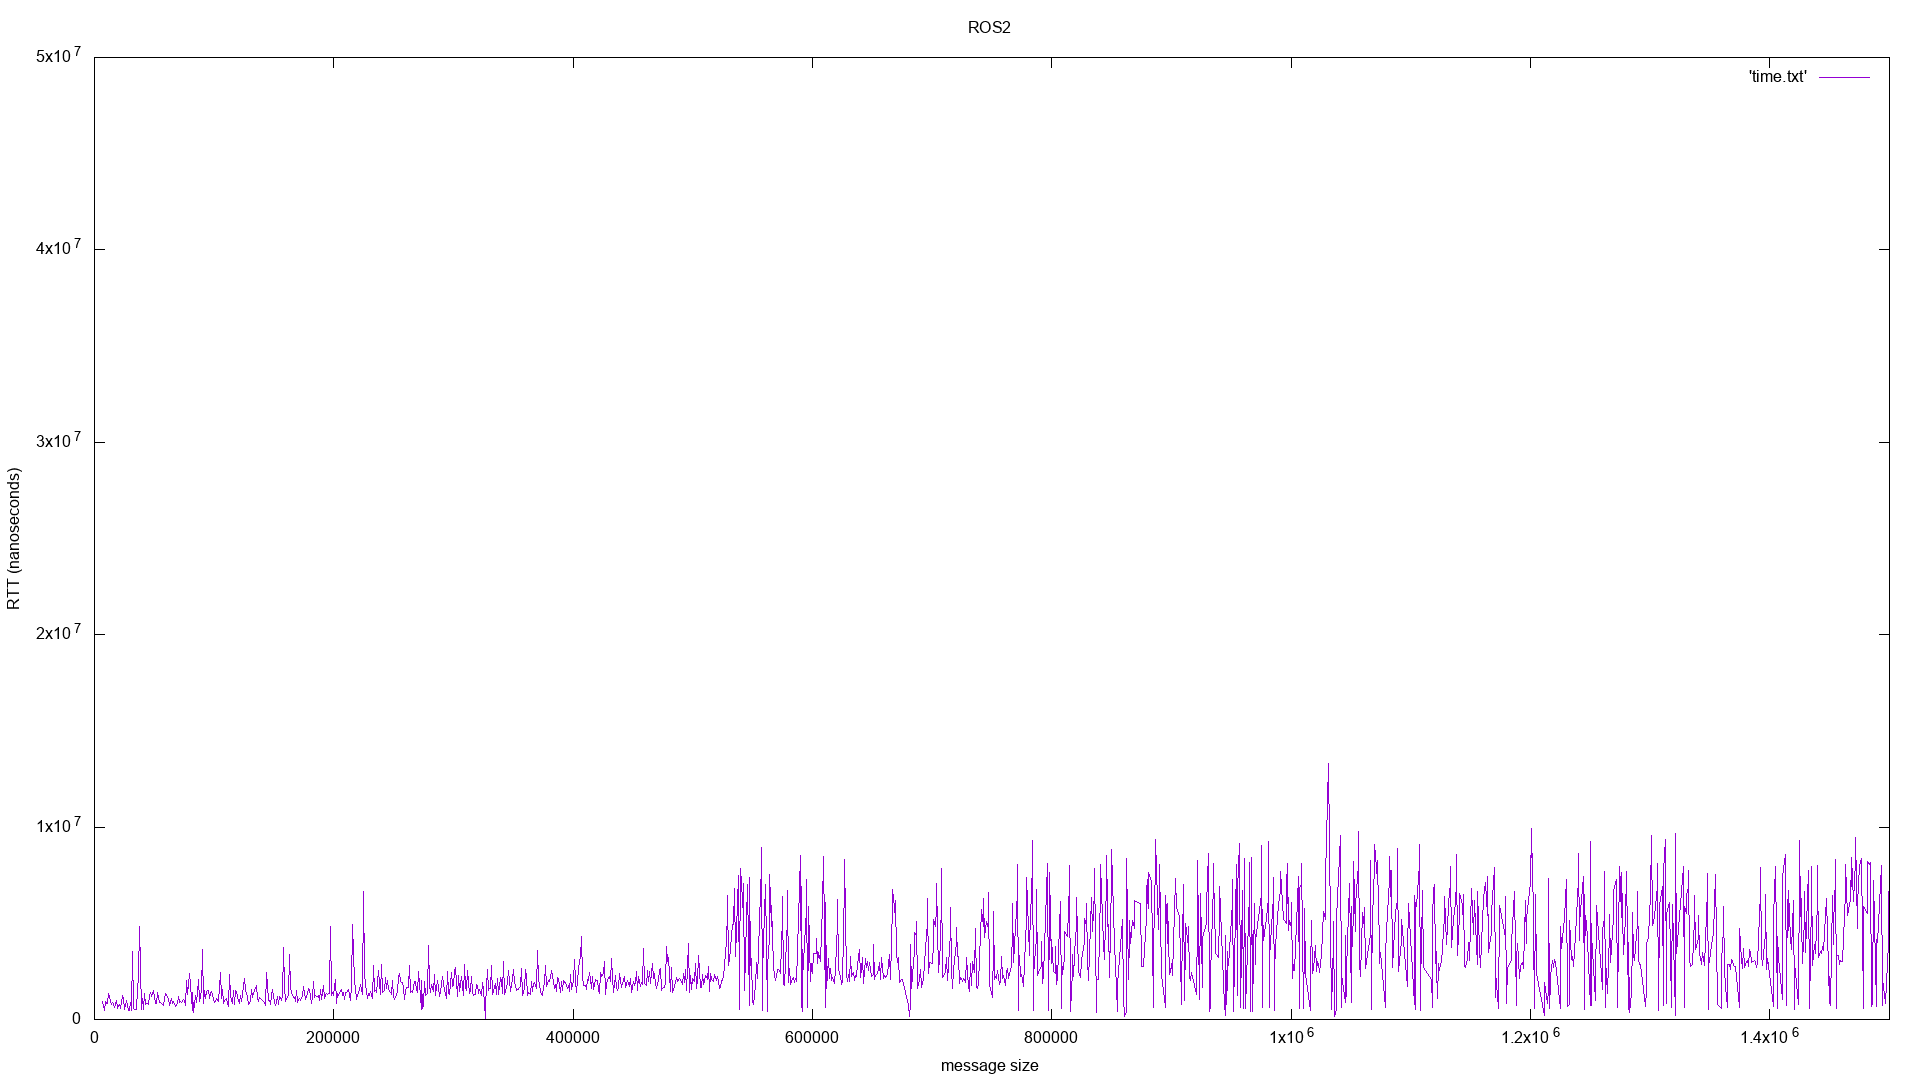 ROS2
'time.txt'
5x10^7
4x10^7
3x10^7
2x10^7
1x10^7
0
RTT (nanoseconds)
0 200000 400000 600000 800000 1x10^6 1.2x10^6 1.4x10^6
message size